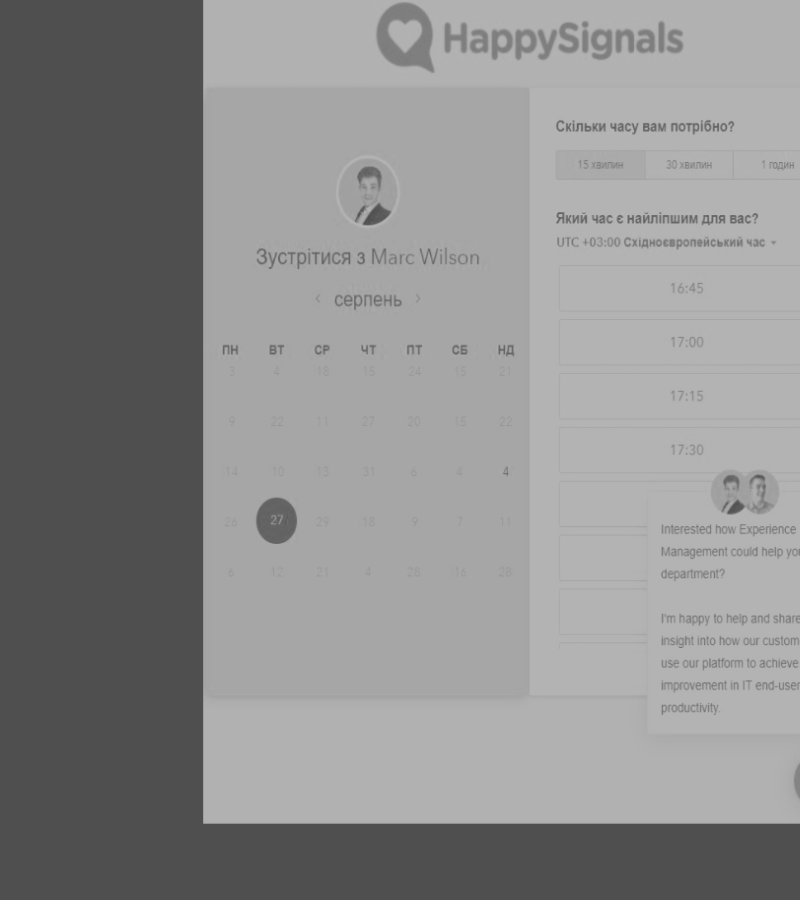 HappySignals
Зустрітися з Marc Wilson
‹ серпень ›
ПН ВТ СР ЧТ ПТ СБ НД
3 4 18 15 24 15 21
9 22 11 27 20 15 22
14 10 13 31 6 4 4
26 27 29 18 9 7 11
6 12 21 4 28 16 28
Скільки часу вам потрібно?
15 хвилин 30 хвилин 1 годин
Який час є найліпшим для вас?
UTC +03:00 Східноєвропейський час
16:45
17:00
17:15
17:30
Interested how Experience
Management could help you
department?
I'm happy to help and share
insight into how our custom
use our platform to achieve
improvement in IT end-user
productivity.